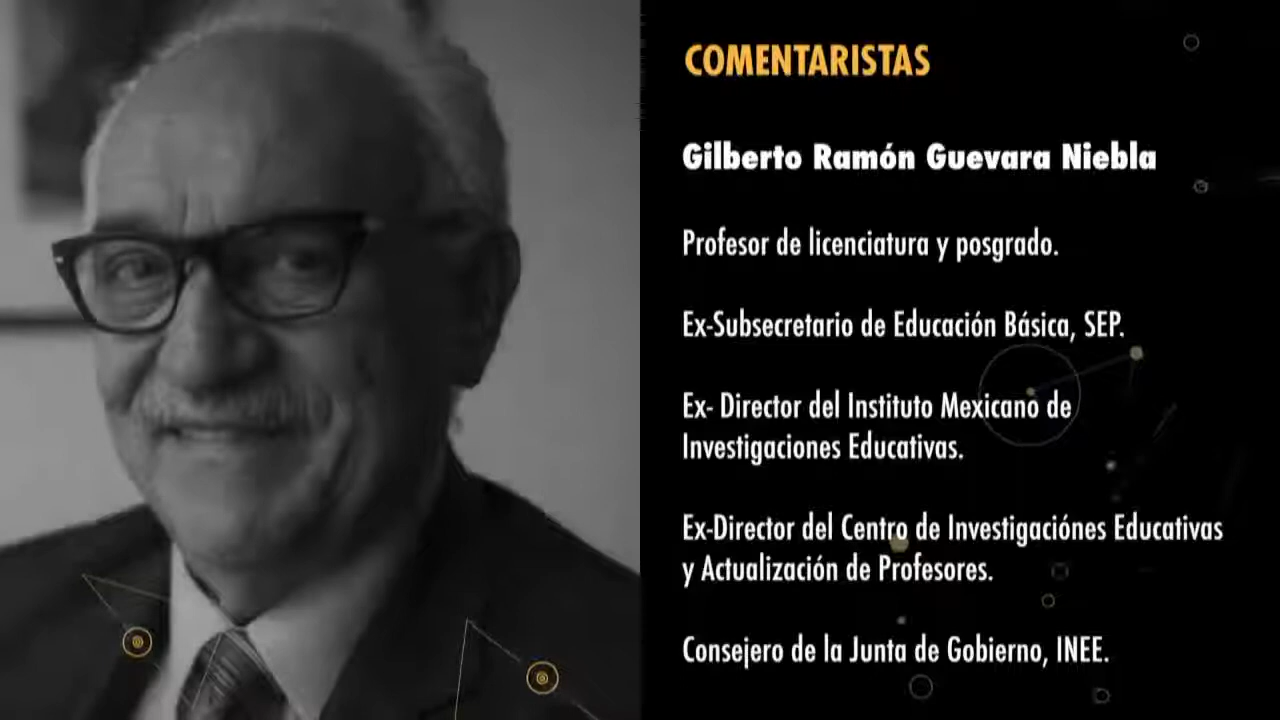 COMENTARISTAS
Gilberto Ramón Guevara Niebla
Profesor de licenciatura y posgrado.
Ex-Subsecretario de Educación Básica, SEP.
Ex- Director del Instituto Mexicano de
Investigaciones Educativas.
Ex-Director del Centro de Investigaciónes Educativas
y Actualización de Profesores.
Consejero de la Junta de Gobierno, INEE.